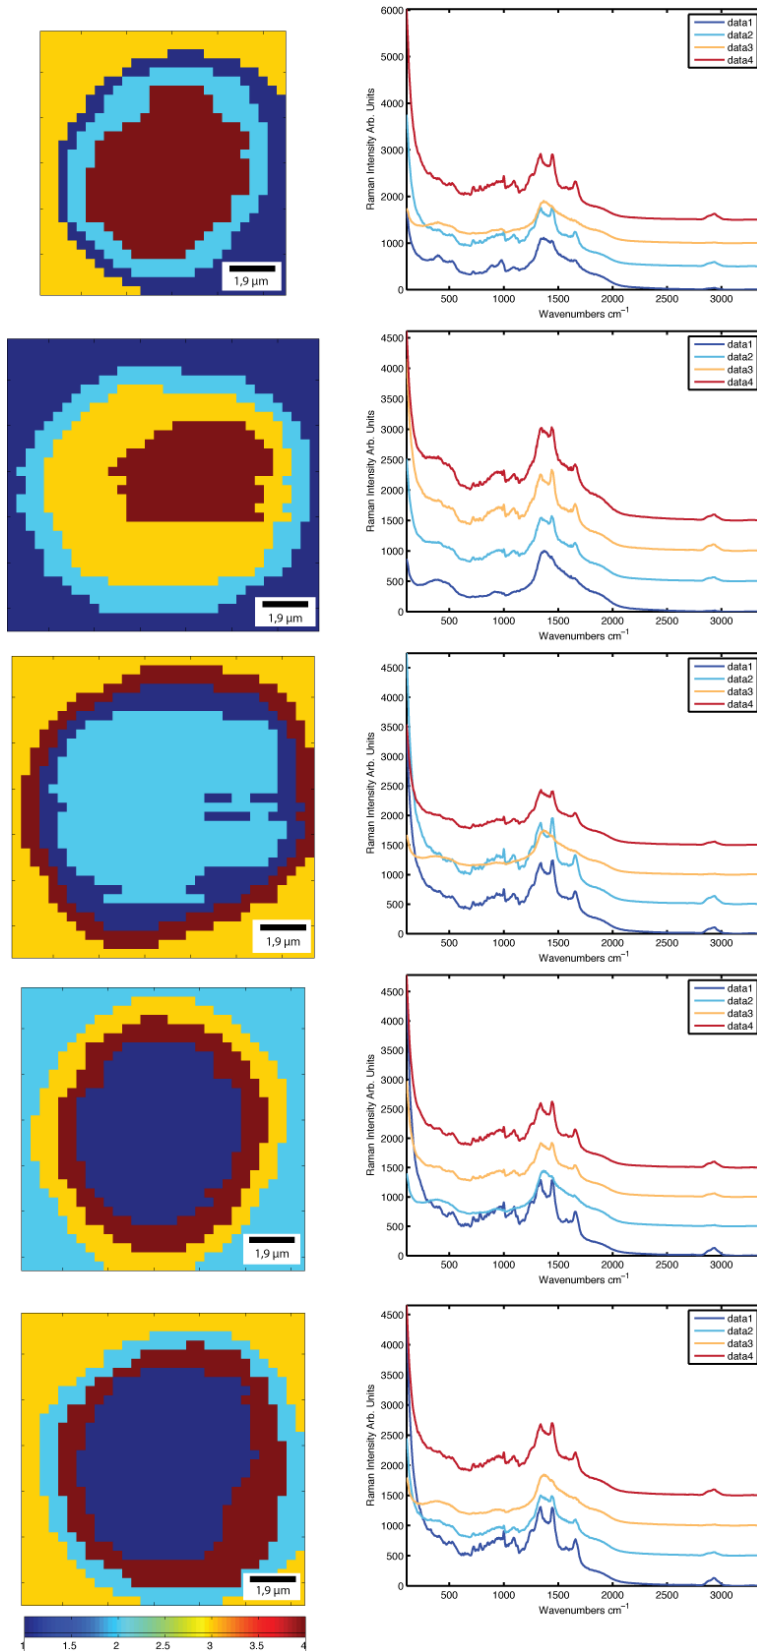 1,9 µm
6000
5000
4000
3000
2000
1000
0
Raman Intensity Arb. Units
data1
data2
data3
data4
500 1000 1500 2000 2500 3000
Wavenumbers cm⁻¹
1,9 µm
4500
4000
3500
3000
2500
2000
1500
1000
500
0
Raman Intensity Arb. Units
data1
data2
data3
data4
500 1000 1500 2000 2500 3000
Wavenumbers cm⁻¹
1,9 µm
4500
4000
3500
3000
2500
2000
1500
1000
500
0
Raman Intensity Arb. Units
data1
data2
data3
data4
500 1000 1500 2000 2500 3000
Wavenumbers cm⁻¹
1,9 µm
4500
4000
3500
3000
2500
2000
1500
1000
500
0
Raman Intensity Arb. Units
data1
data2
data3
data4
500 1000 1500 2000 2500 3000
Wavenumbers cm⁻¹
1,9 µm
4500
4000
3500
3000
2500
2000
1500
1000
500
0
Raman Intensity Arb. Units
data1
data2
data3
data4
500 1000 1500 2000 2500 3000
Wavenumbers cm⁻¹
1 1.5 2 2.5 3 3.5 4